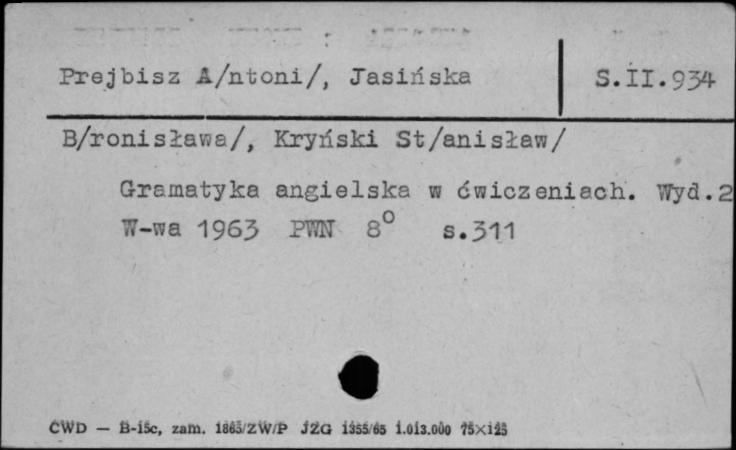 Prejbisz A/ntoni/, Jasińska
S.II.934
B/ronisława/, Kryński St/anisław/
Gramatyka angielska w ćwiczeniach. Wyd.2
W-wa 1963 PWN 8° s.311
CWD — B-15c, zam. 1863/ZW/P JZG 1355/65 1.013.000 75×125